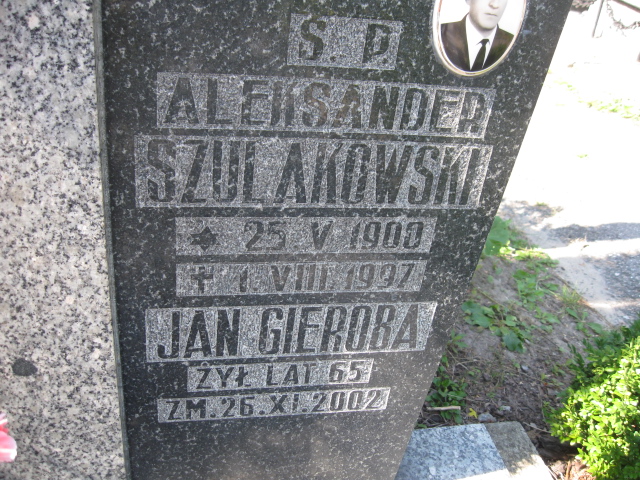 Ś. P.
ALEKSANDER
SZULAKOWSKI
25 V 1900
1. VIII. 1997
JAN GIEROBA
ŻYŁ LAT 65
ZM. 26. XI. 2002